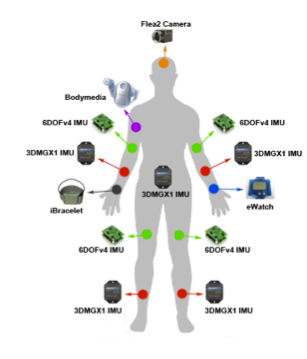 Flea2 Camera
Bodymedia
6DOFv4 IMU
6DOFv4 IMU
3DMGX1 IMU
3DMGX1 IMU
3DMGX1 IMU
iBracelet
eWatch
6DOFv4 IMU
6DOFv4 IMU
3DMGX1 IMU
3DMGX1 IMU